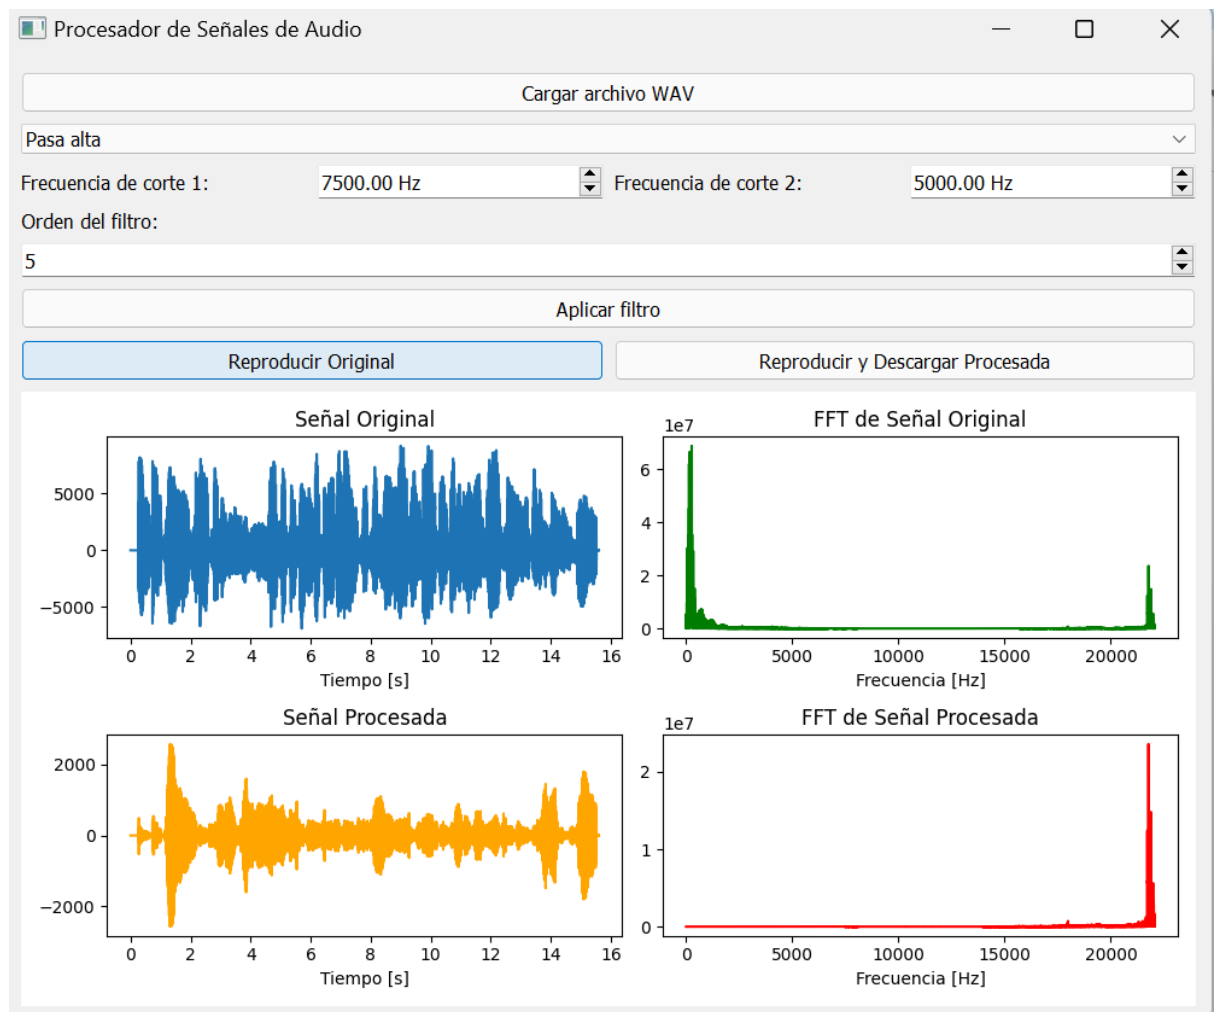 Procesador de Señales de Audio
Cargar archivo WAV
Pasa alta
Frecuencia de corte 1: 7500.00 Hz Frecuencia de corte 2: 5000.00 Hz
Orden del filtro:
5
Aplicar filtro
Reproducir Original Reproducir y Descargar Procesada
Señal Original
5000
0
−5000
0 2 4 6 8 10 12 14 16
Tiempo [s]
FFT de Señal Original
1e7
6
4
2
0
0 5000 10000 15000 20000
Frecuencia [Hz]
Señal Procesada
2000
0
−2000
0 2 4 6 8 10 12 14 16
Tiempo [s]
FFT de Señal Procesada
1e7
2
1
0
0 5000 10000 15000 20000
Frecuencia [Hz]